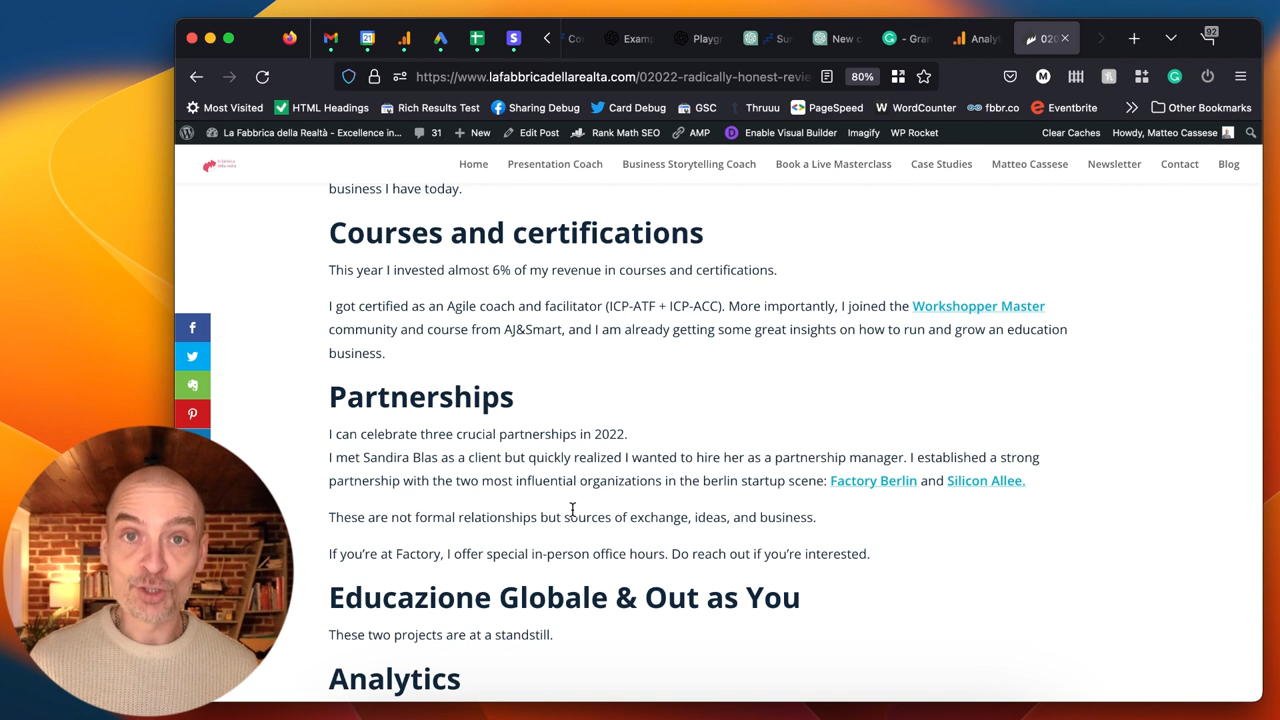 Cor
Examp
Playgr
Sur
New c
- Gran
Analyt
020
92
https://www.lafabbricadellarealta.com/02022-radically-honest-revie
80%
Most Visited
HTML Headings
Rich Results Test
Sharing Debug
Card Debug
GSC
Thruuu
PageSpeed
WordCounter
fbbr.co
Eventbrite
Other Bookmarks
La Fabbrica della Realtà - Excellence in...
31
New
Edit Post
Rank Math SEO
AMP
Enable Visual Builder
Imagify
WP Rocket
Clear Caches
Howdy, Matteo Cassese
Home
Presentation Coach
Business Storytelling Coach
Book a Live Masterclass
Case Studies
Matteo Cassese
Newsletter
Contact
Blog
business I have today.
Courses and certifications
This year I invested almost 6% of my revenue in courses and certifications.
I got certified as an Agile coach and facilitator (ICP-ATF + ICP-ACC). More importantly, I joined the Workshopper Master
community and course from AJ&Smart, and I am already getting some great insights on how to run and grow an education
business.
Partnerships
I can celebrate three crucial partnerships in 2022.
I met Sandira Blas as a client but quickly realized I wanted to hire her as a partnership manager. I established a strong
partnership with the two most influential organizations in the berlin startup scene: Factory Berlin and Silicon Allee.
These are not formal relationships but sources of exchange, ideas, and business.
If you're at Factory, I offer special in-person office hours. Do reach out if you're interested.
Educazione Globale & Out as You
These two projects are at a standstill.
Analytics